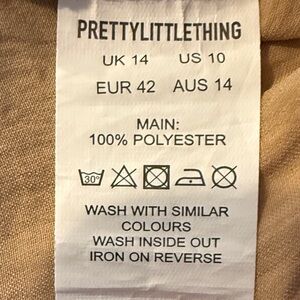 PRETTYLITTLETHING
UK 14 US 10
EUR 42 AUS 14
MAIN:
100% POLYESTER
30°
WASH WITH SIMILAR
COLOURS
WASH INSIDE OUT
IRON ON REVERSE